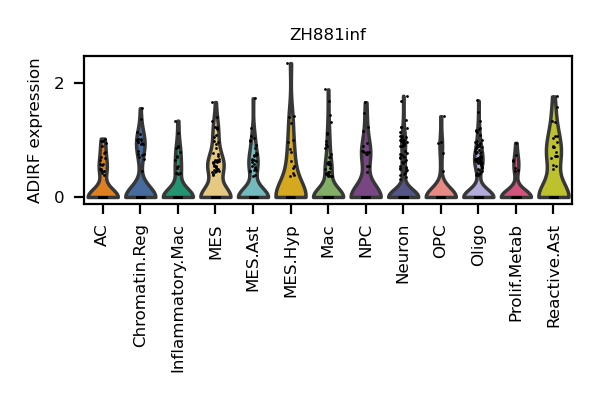 ZH881inf
ADIRF expression
2
0
AC
Chromatin.Reg
Inflammatory.Mac
MES
MES.Ast
MES.Hyp
Mac
NPC
Neuron
OPC
Oligo
Prolif.Metab
Reactive.Ast